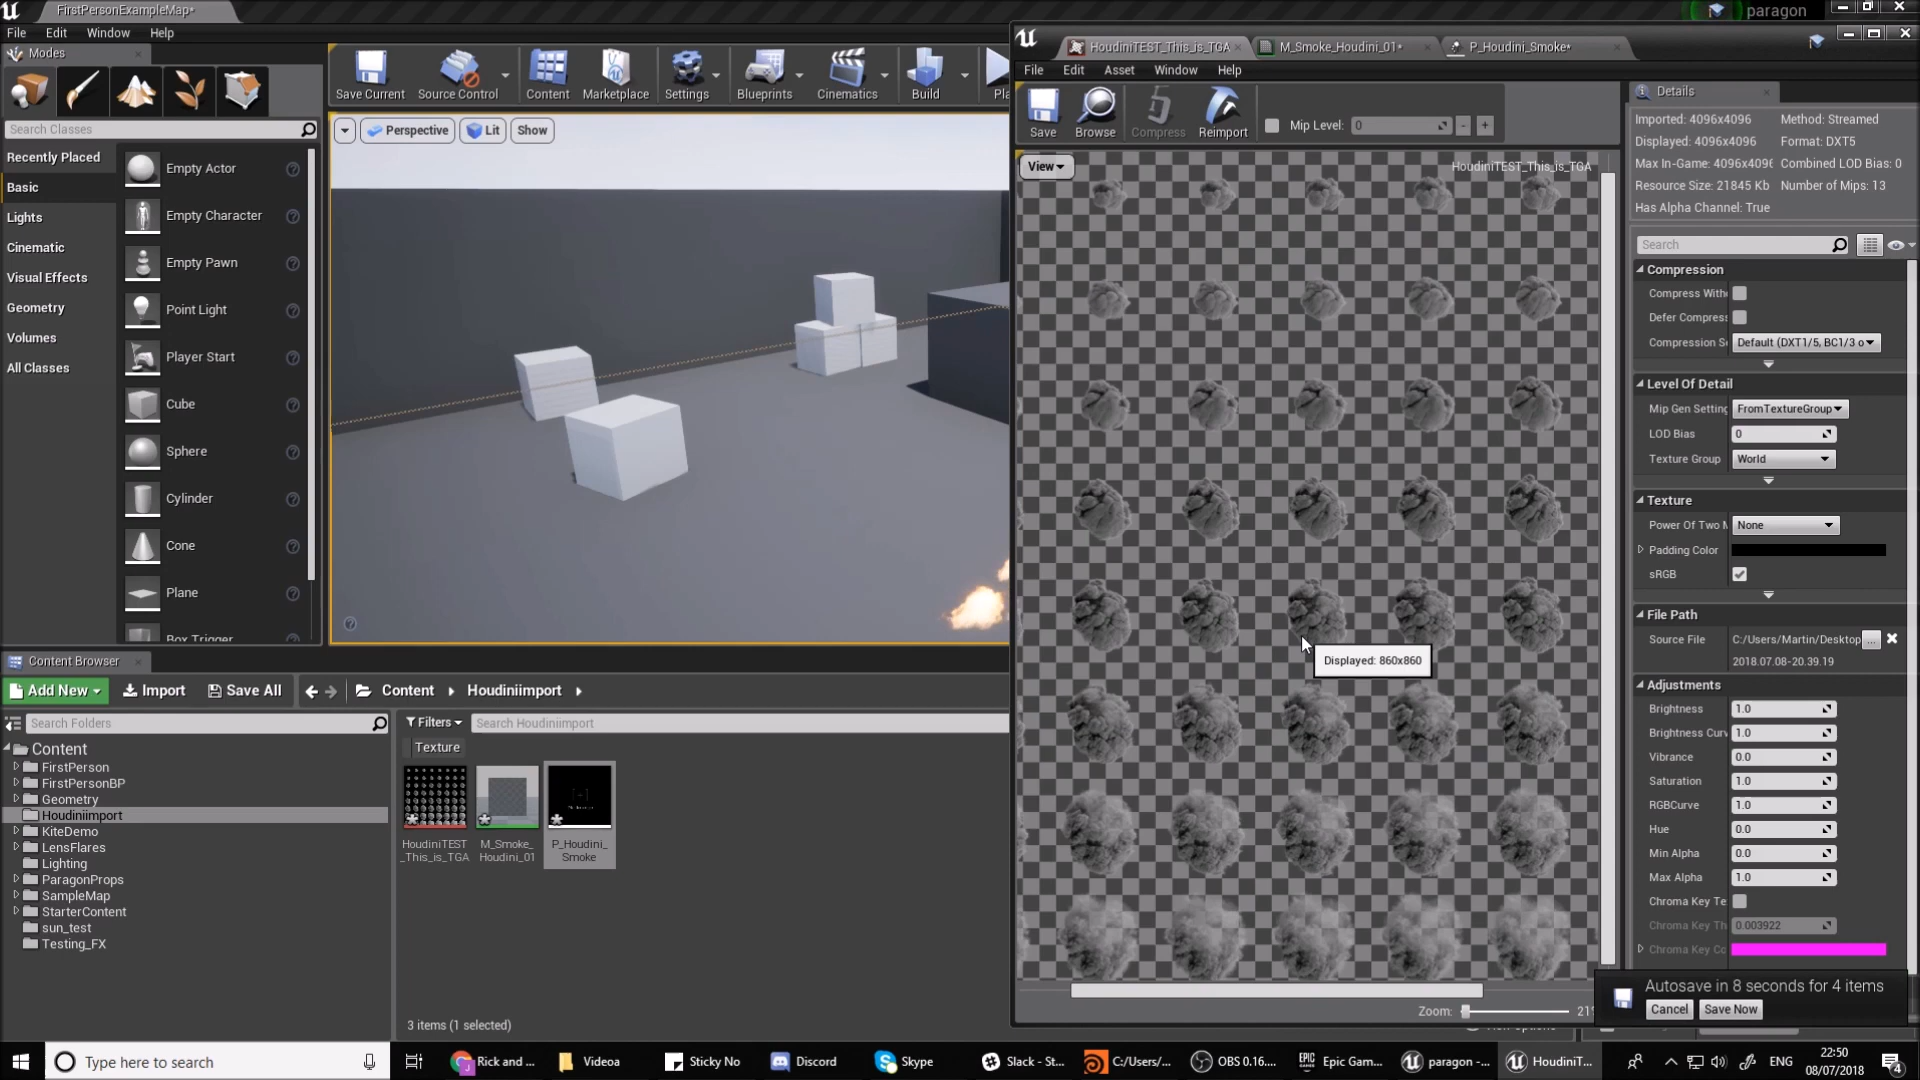 FirstPersonExampleMap*
paragon
File Edit Window Help
Modes
Search Classes
Recently Placed
Basic
Lights
Cinematic
Visual Effects
Geometry
Volumes
All Classes
Empty Actor
Empty Character
Empty Pawn
Point Light
Player Start
Cube
Sphere
Cylinder
Cone
Plane
Box Trigger
Save Current Source Control Content Marketplace Settings Blueprints Cinematics Build
Perspective Lit Show
HoudiniTEST_This_is_TGA M_Smoke_Houdini_01* P_Houdini_Smoke*
File Edit Asset Window Help
Save Browse Compress Reimport Mip Level: 0 - +
View HoudiniTEST_This_is_TGA
Displayed: 860x860
Zoom: 21
Details
Imported: 4096x4096 Method: Streamed
Displayed: 4096x4096 Format: DXT5
Max In-Game: 4096x4096 Combined LOD Bias: 0
Resource Size: 21845 Kb Number of Mips: 13
Has Alpha Channel: True
Search
Compression
Compress With
Defer Compress
Compression S Default (DXT1/5, BC1/3 o
Level Of Detail
Mip Gen Setting FromTextureGroup
LOD Bias 0
Texture Group World
Texture
Power Of Two None
Padding Color
sRGB
File Path
Source File C:/Users/Martin/Desktop ...
2018.07.08-20.39.19
Adjustments
Brightness 1.0
Brightness Curv 1.0
Vibrance 0.0
Saturation 1.0
RGBCurve 1.0
Hue 0.0
Min Alpha 0.0
Max Alpha 1.0
Chroma Key Te
Chroma Key Th 0.003922
Chroma Key Co
Autosave in 8 seconds for 4 items
Cancel Save Now
Content Browser
Add New Import Save All Content Houdiniimport
Search Folders
Filters Search Houdiniimport
Texture
Content
FirstPerson
FirstPersonBP
Geometry
Houdiniimport
KiteDemo
LensFlares
Lighting
ParagonProps
SampleMap
StarterContent
sun_test
Testing_FX
HoudiniTEST
_This_is_TGA
M_Smoke_
Houdini_01
P_Houdini_
Smoke
3 items (1 selected)
Type here to search
Rick and ... Videoa Sticky No Discord Skype Slack - St... C:/Users/... OBS 0.16.... Epic Gam... paragon -... HoudiniT...
ENG
22:50
08/07/2018
4